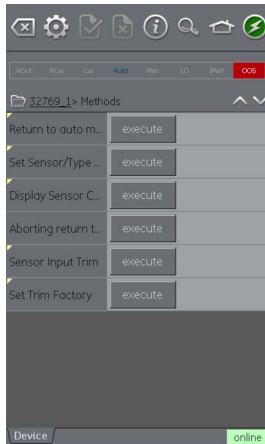 ROut RCas Cas Auto Man LO IMan OOS
32769_1> Methods
Return to auto m... execute
Set Sensor/Type ... execute
Display Sensor C... execute
Aborting return t... execute
Sensor Input Trim execute
Set Trim Factory execute
Device online